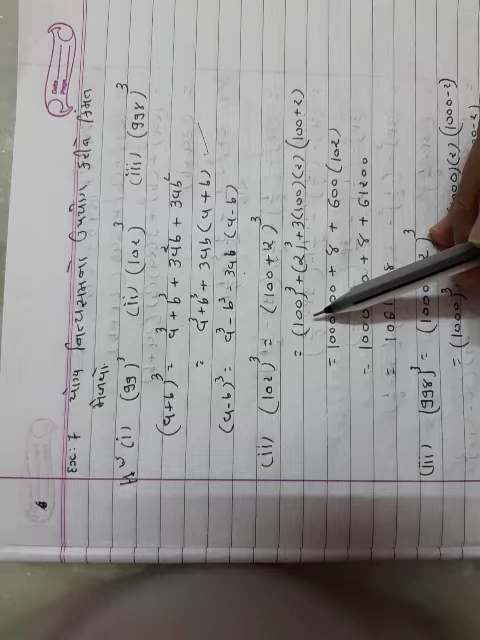 Ex: 7 યોગ્ય નિત્યસમનો ઉપયોગ કરીને કિંમત
મેળવો
(i) (99)³ (ii) (102)³ (iii) (998)³
(a+b)³ = a³ + b³ + 3a²b + 3ab²
= a³ + b³ + 3ab (a + b)
(a-b)³ = a³ - b³ - 3ab (a-b)
(ii) (102)³ = (100+2)³
= (100)³ + (2)³ + 3(100)(2) (100+2)
= 1000000 + 8 + 600 (102)
+ 8 + 61200
(iii) (998)³ =
= (1000)³ (2) (1000-2)